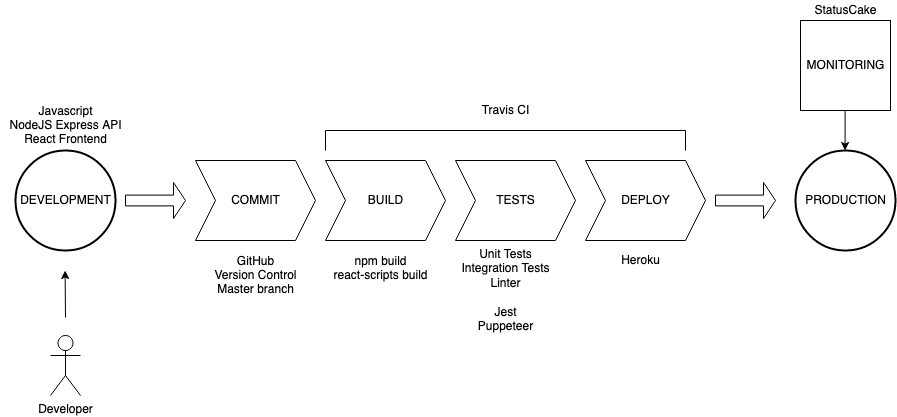 StatusCake
MONITORING
Travis CI
Javascript
NodeJS Express API
React Frontend
DEVELOPMENT
COMMIT
BUILD
TESTS
DEPLOY
PRODUCTION
GitHub
Version Control
Master branch
npm build
react-scripts build
Unit Tests
Integration Tests
Linter
Jest
Puppeteer
Heroku
Developer